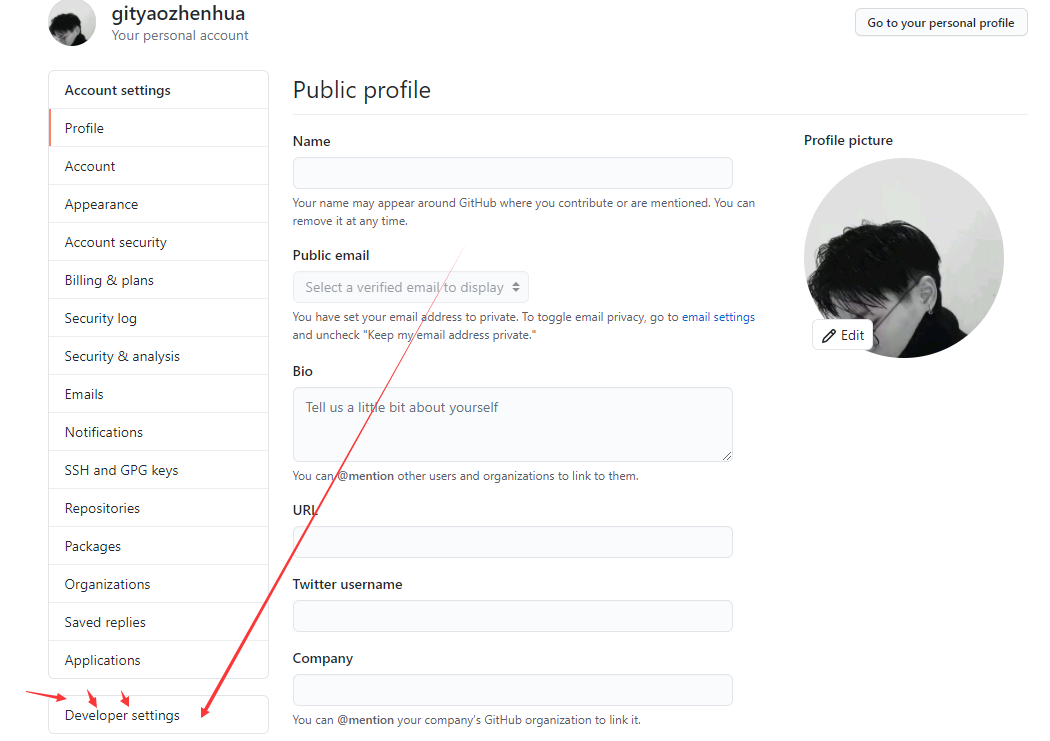 gityaozhenhua
Your personal account
Go to your personal profile
Account settings
Profile
Account
Appearance
Account security
Billing & plans
Security log
Security & analysis
Emails
Notifications
SSH and GPG keys
Repositories
Packages
Organizations
Saved replies
Applications
Developer settings
Public profile
Name
Your name may appear around GitHub where you contribute or are mentioned. You can
remove it at any time.
Public email
Select a verified email to display
You have set your email address to private. To toggle email privacy, go to email settings
and uncheck "Keep my email address private."
Bio
Tell us a little bit about yourself
You can @mention other users and organizations to link to them.
URL
Twitter username
Company
You can @mention your company's GitHub organization to link it.
Profile picture
Edit